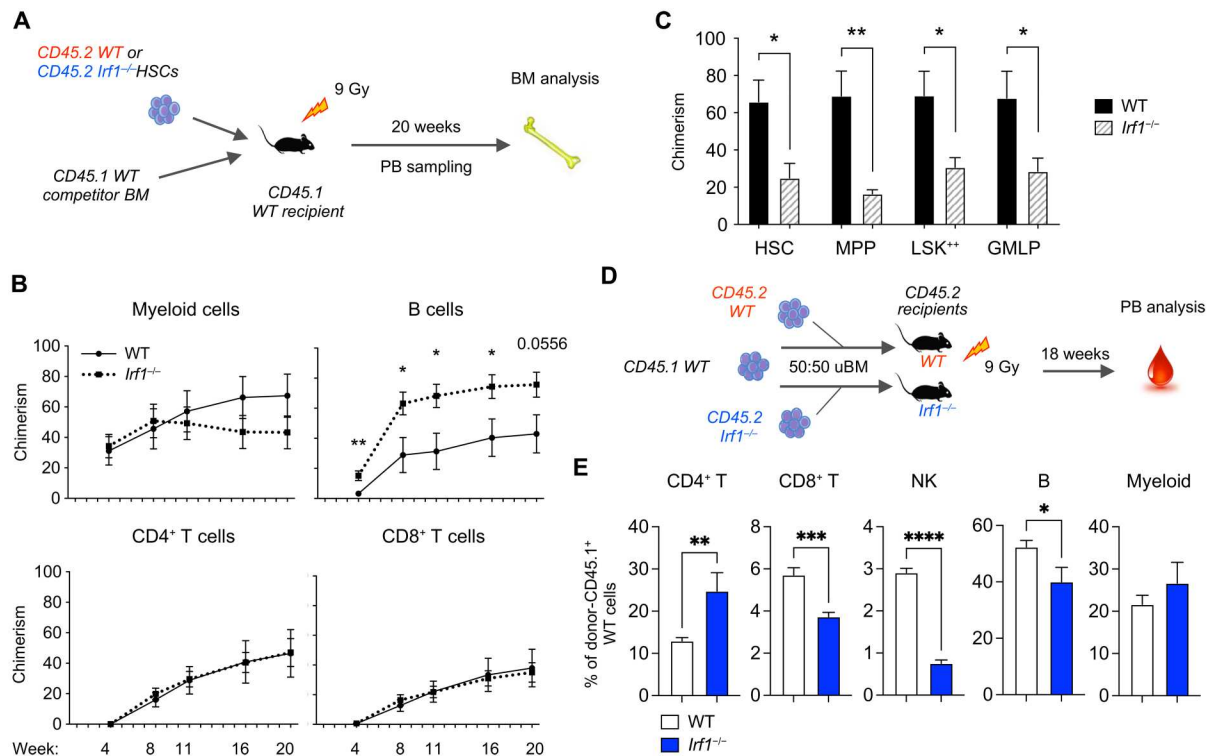 A
CD45.2 WT or
CD45.2 Irf1⁻/⁻HSCs
9 Gy
BM analysis
20 weeks
PB sampling
CD45.1 WT
competitor BM
CD45.1
WT recipient
B
Myeloid cells
B cells
WT
Irf1⁻/⁻
Chimerism
100
80
60
40
20
0
**
*
*
*
0.0556
CD4⁺ T cells
CD8⁺ T cells
Chimerism
100
80
60
40
20
0
Week: 4 8 11 16 20
4 8 11 16 20
C
Chimerism
100
80
60
40
20
0
* ** * *
HSC MPP LSK⁺⁺ GMLP
WT
Irf1⁻/⁻
D
CD45.2
WT
CD45.2
recipients
PB analysis
CD45.1 WT
50:50 uBM
WT
9 Gy
18 weeks
CD45.2
Irf1⁻/⁻
Irf1⁻/⁻
E
% of donor-CD45.1⁺
WT cells
CD4⁺ T
40
30
20
10
0
**
CD8⁺ T
6
4
2
0
***
NK
4
3
2
1
0
****
B
60
40
20
0
*
Myeloid
40
30
20
10
0
WT
Irf1⁻/⁻